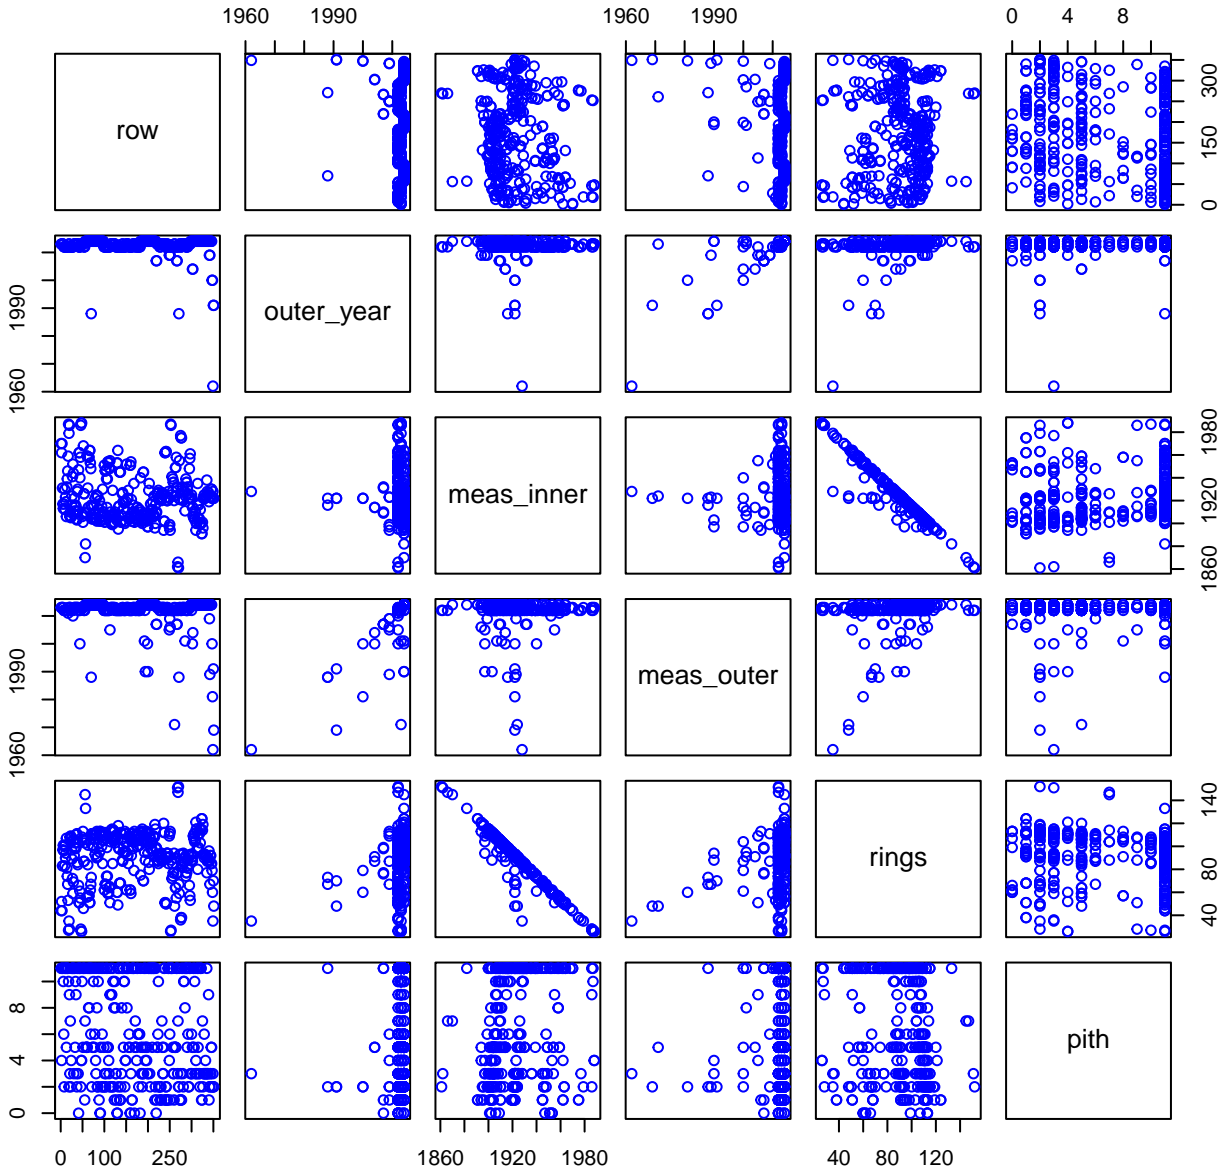 1960 1990 1960 1990 0 4 8
row 0 150 300
1960 1990 outer_year
meas_inner 1860 1920 1980
1960 1990 meas_outer
rings 40 80 140
0 4 8 pith
0 100 250 1860 1920 1980 40 80 120